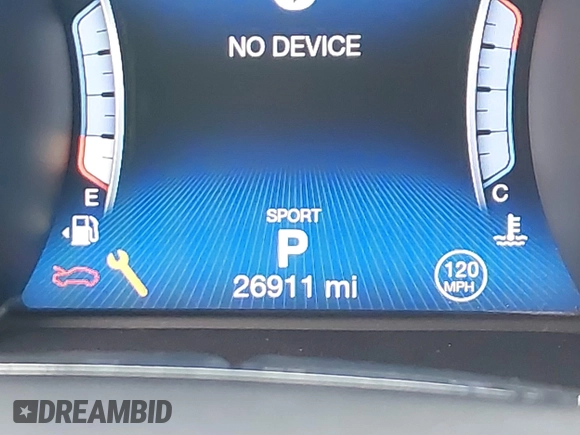 NO DEVICE
E
C
SPORT
P
26911 mi
120
MPH
DREAMBID